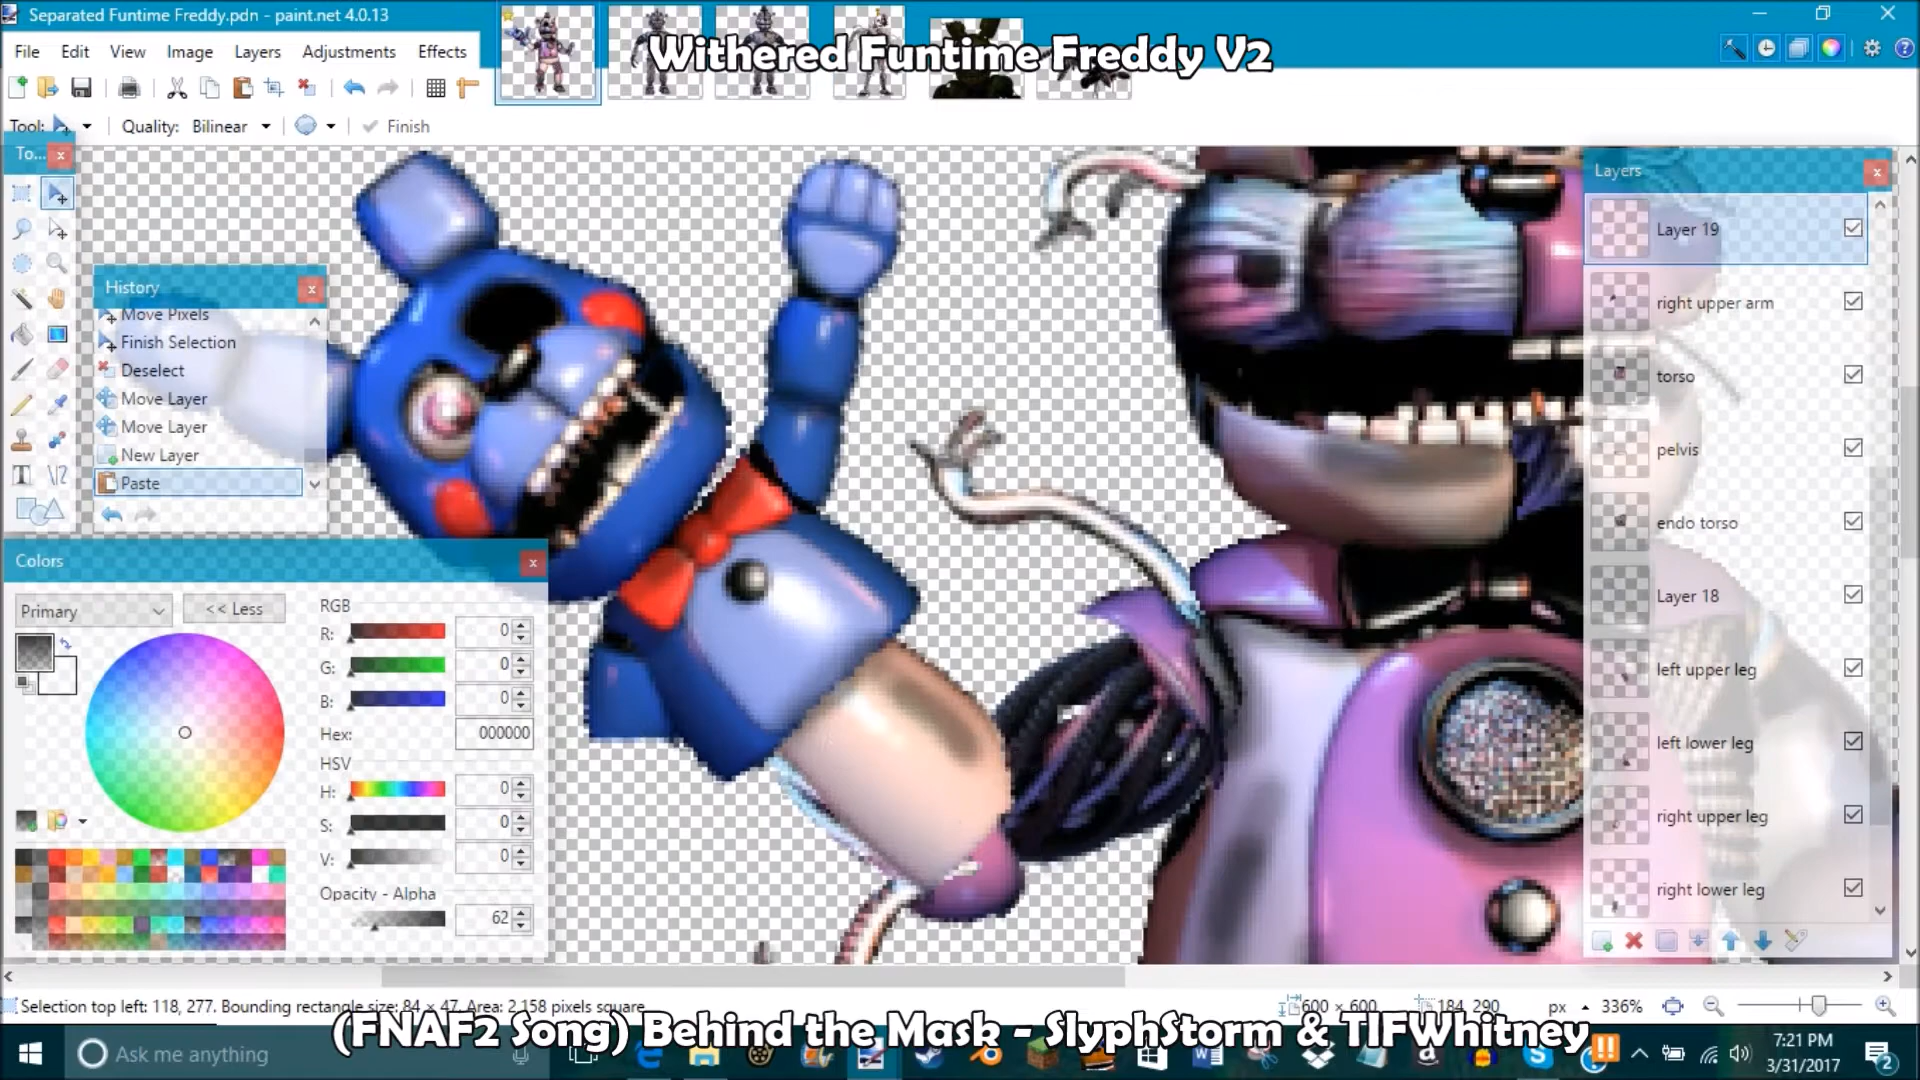 Separated Funtime Freddy.pdn - paint.net 4.0.13
File Edit View Image Layers Adjustments Effects
Withered Funtime Freddy V2
Tool: Quality: Bilinear Finish
To...
Layers
Layer 19
right upper arm
torso
pelvis
endo torso
Layer 18
left upper leg
left lower leg
right upper leg
right lower leg
History
Move Pixels
Finish Selection
Deselect
Move Layer
Move Layer
New Layer
Paste
Colors
Primary
<< Less
RGB
R: 0
G: 0
B: 0
Hex: 000000
HSV
H: 0
S: 0
V: 0
Opacity - Alpha
62
Selection top left: 118, 277. Bounding rectangle size: 84 × 47. Area: 2,158 pixels square
600 × 600
184, 290
px
336%
(FNAF2 Song) Behind the Mask - SlyphStorm & TIFWhitney
Ask me anything
7:21 PM
3/31/2017
2